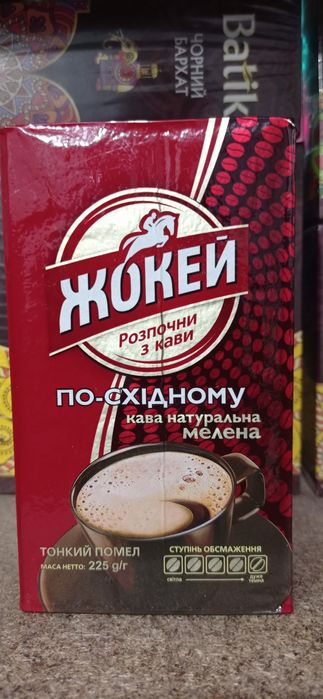 Batik
ЧОРНИЙ
БАРХАТ
ЖОКЕЙ
Розпочни
з кави
ПО-СХІДНОМУ
кава натуральна
мелена
ТОНКИЙ ПОМЕЛ
МАСА НЕТТО: 225 g/г
СТУПІНЬ ОБСМАЖЕННЯ
світла
дуже
темна